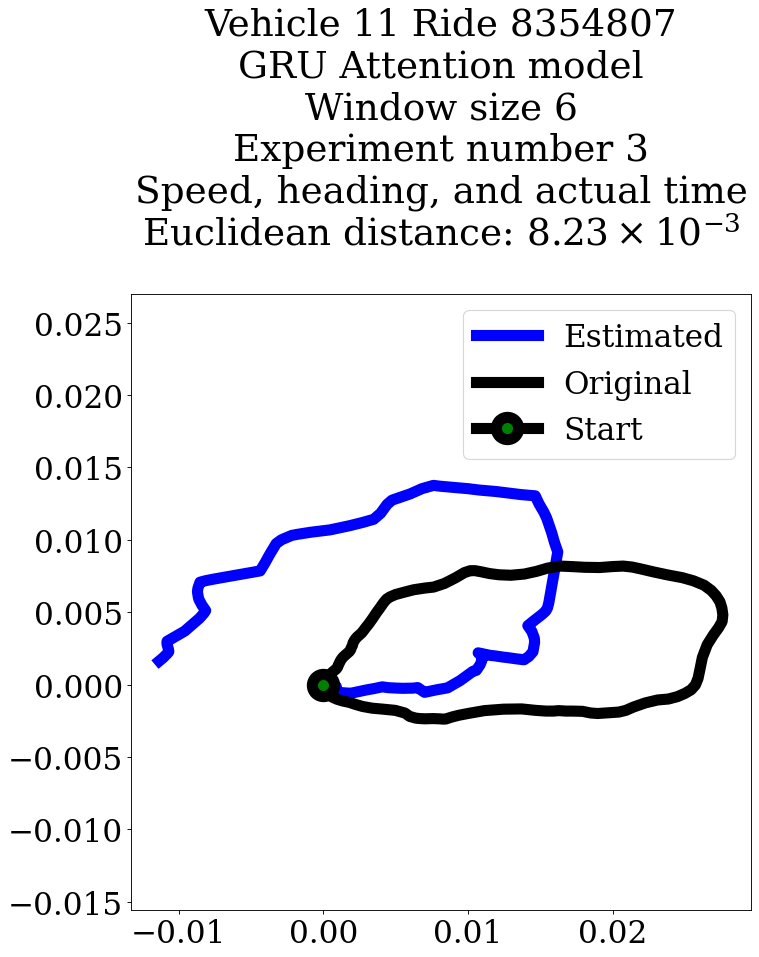 Vehicle 11 Ride 8354807
GRU Attention model
Window size 6
Experiment number 3
Speed, heading, and actual time
Euclidean distance: 8.23 × 10⁻³
Estimated
Original
Start
0.025
0.020
0.015
0.010
0.005
0.000
−0.005
−0.010
−0.015
−0.01 0.00 0.01 0.02